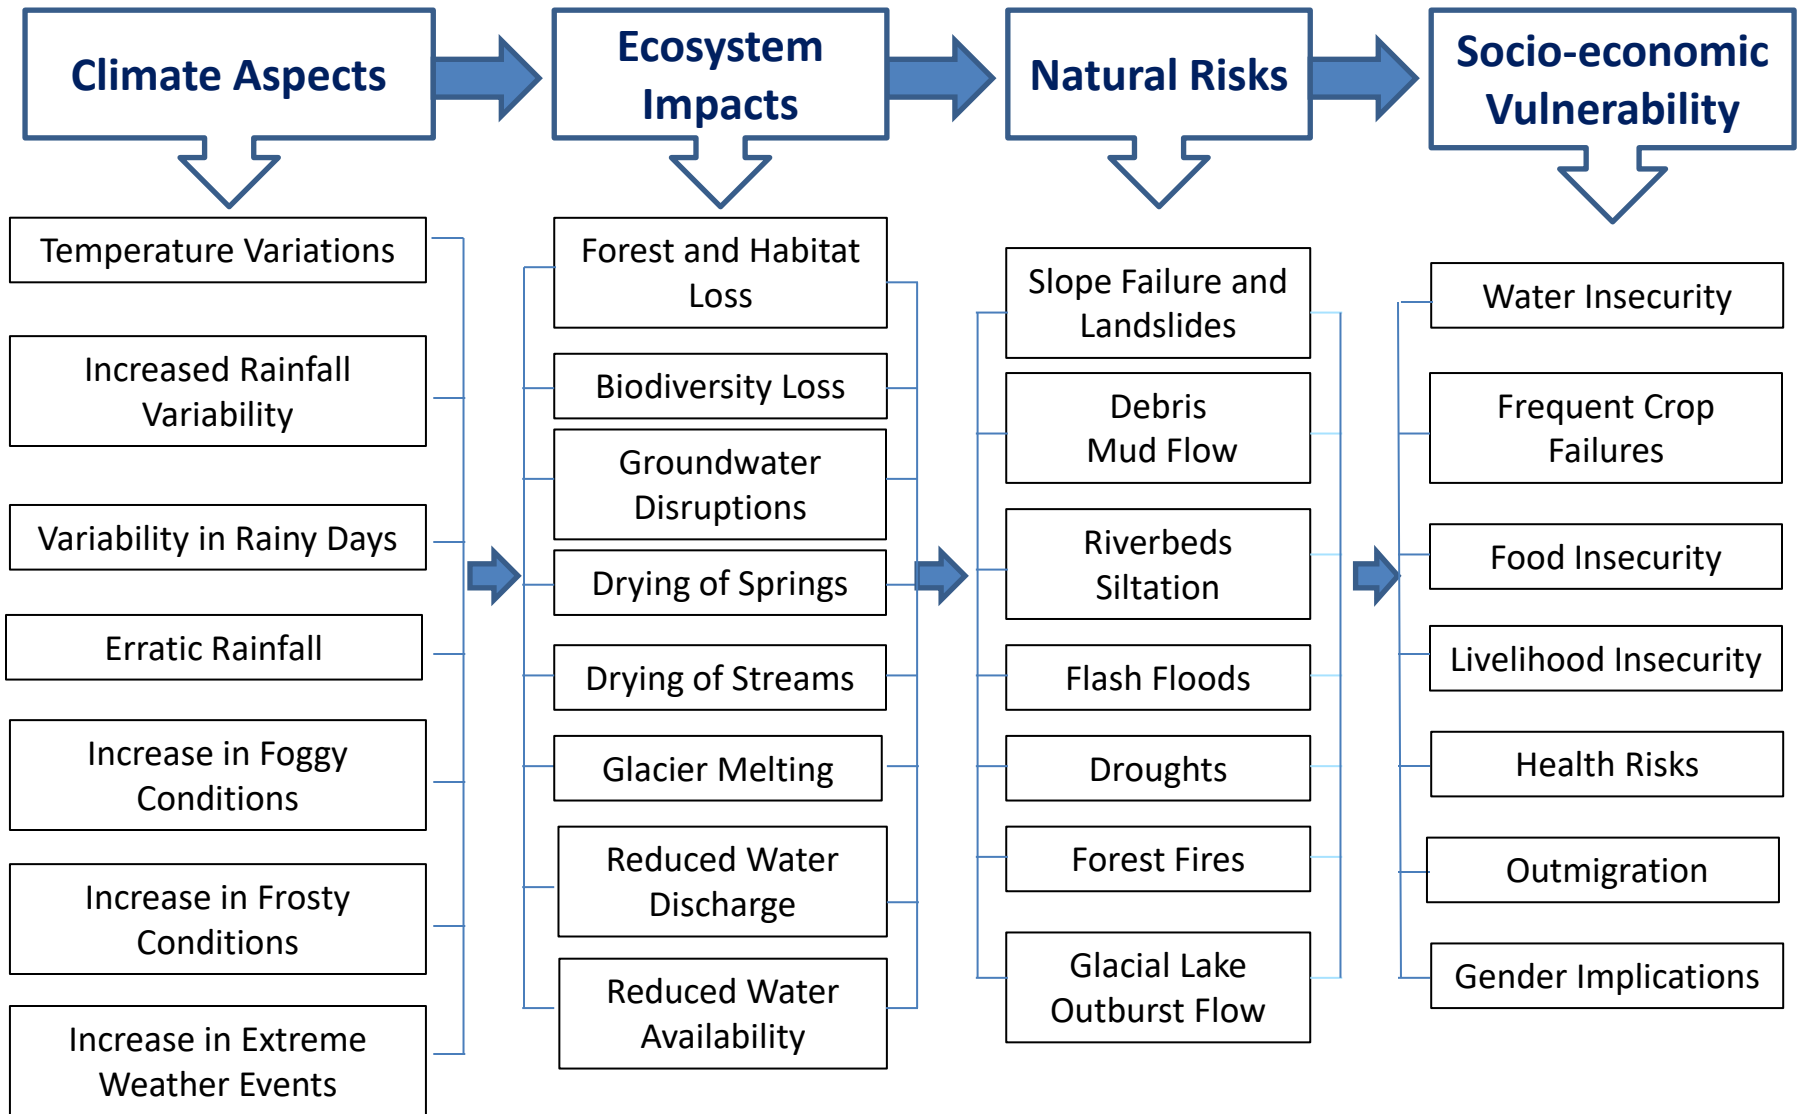 Climate Aspects
Ecosystem
Impacts
Natural Risks
Socio-economic
Vulnerability
Temperature Variations
Increased Rainfall
Variability
Variability in Rainy Days
Erratic Rainfall
Increase in Foggy
Conditions
Increase in Frosty
Conditions
Increase in Extreme
Weather Events
Forest and Habitat
Loss
Biodiversity Loss
Groundwater
Disruptions
Drying of Springs
Drying of Streams
Glacier Melting
Reduced Water
Discharge
Reduced Water
Availability
Slope Failure and
Landslides
Debris
Mud Flow
Riverbeds
Siltation
Flash Floods
Droughts
Forest Fires
Glacial Lake
Outburst Flow
Water Insecurity
Frequent Crop
Failures
Food Insecurity
Livelihood Insecurity
Health Risks
Outmigration
Gender Implications